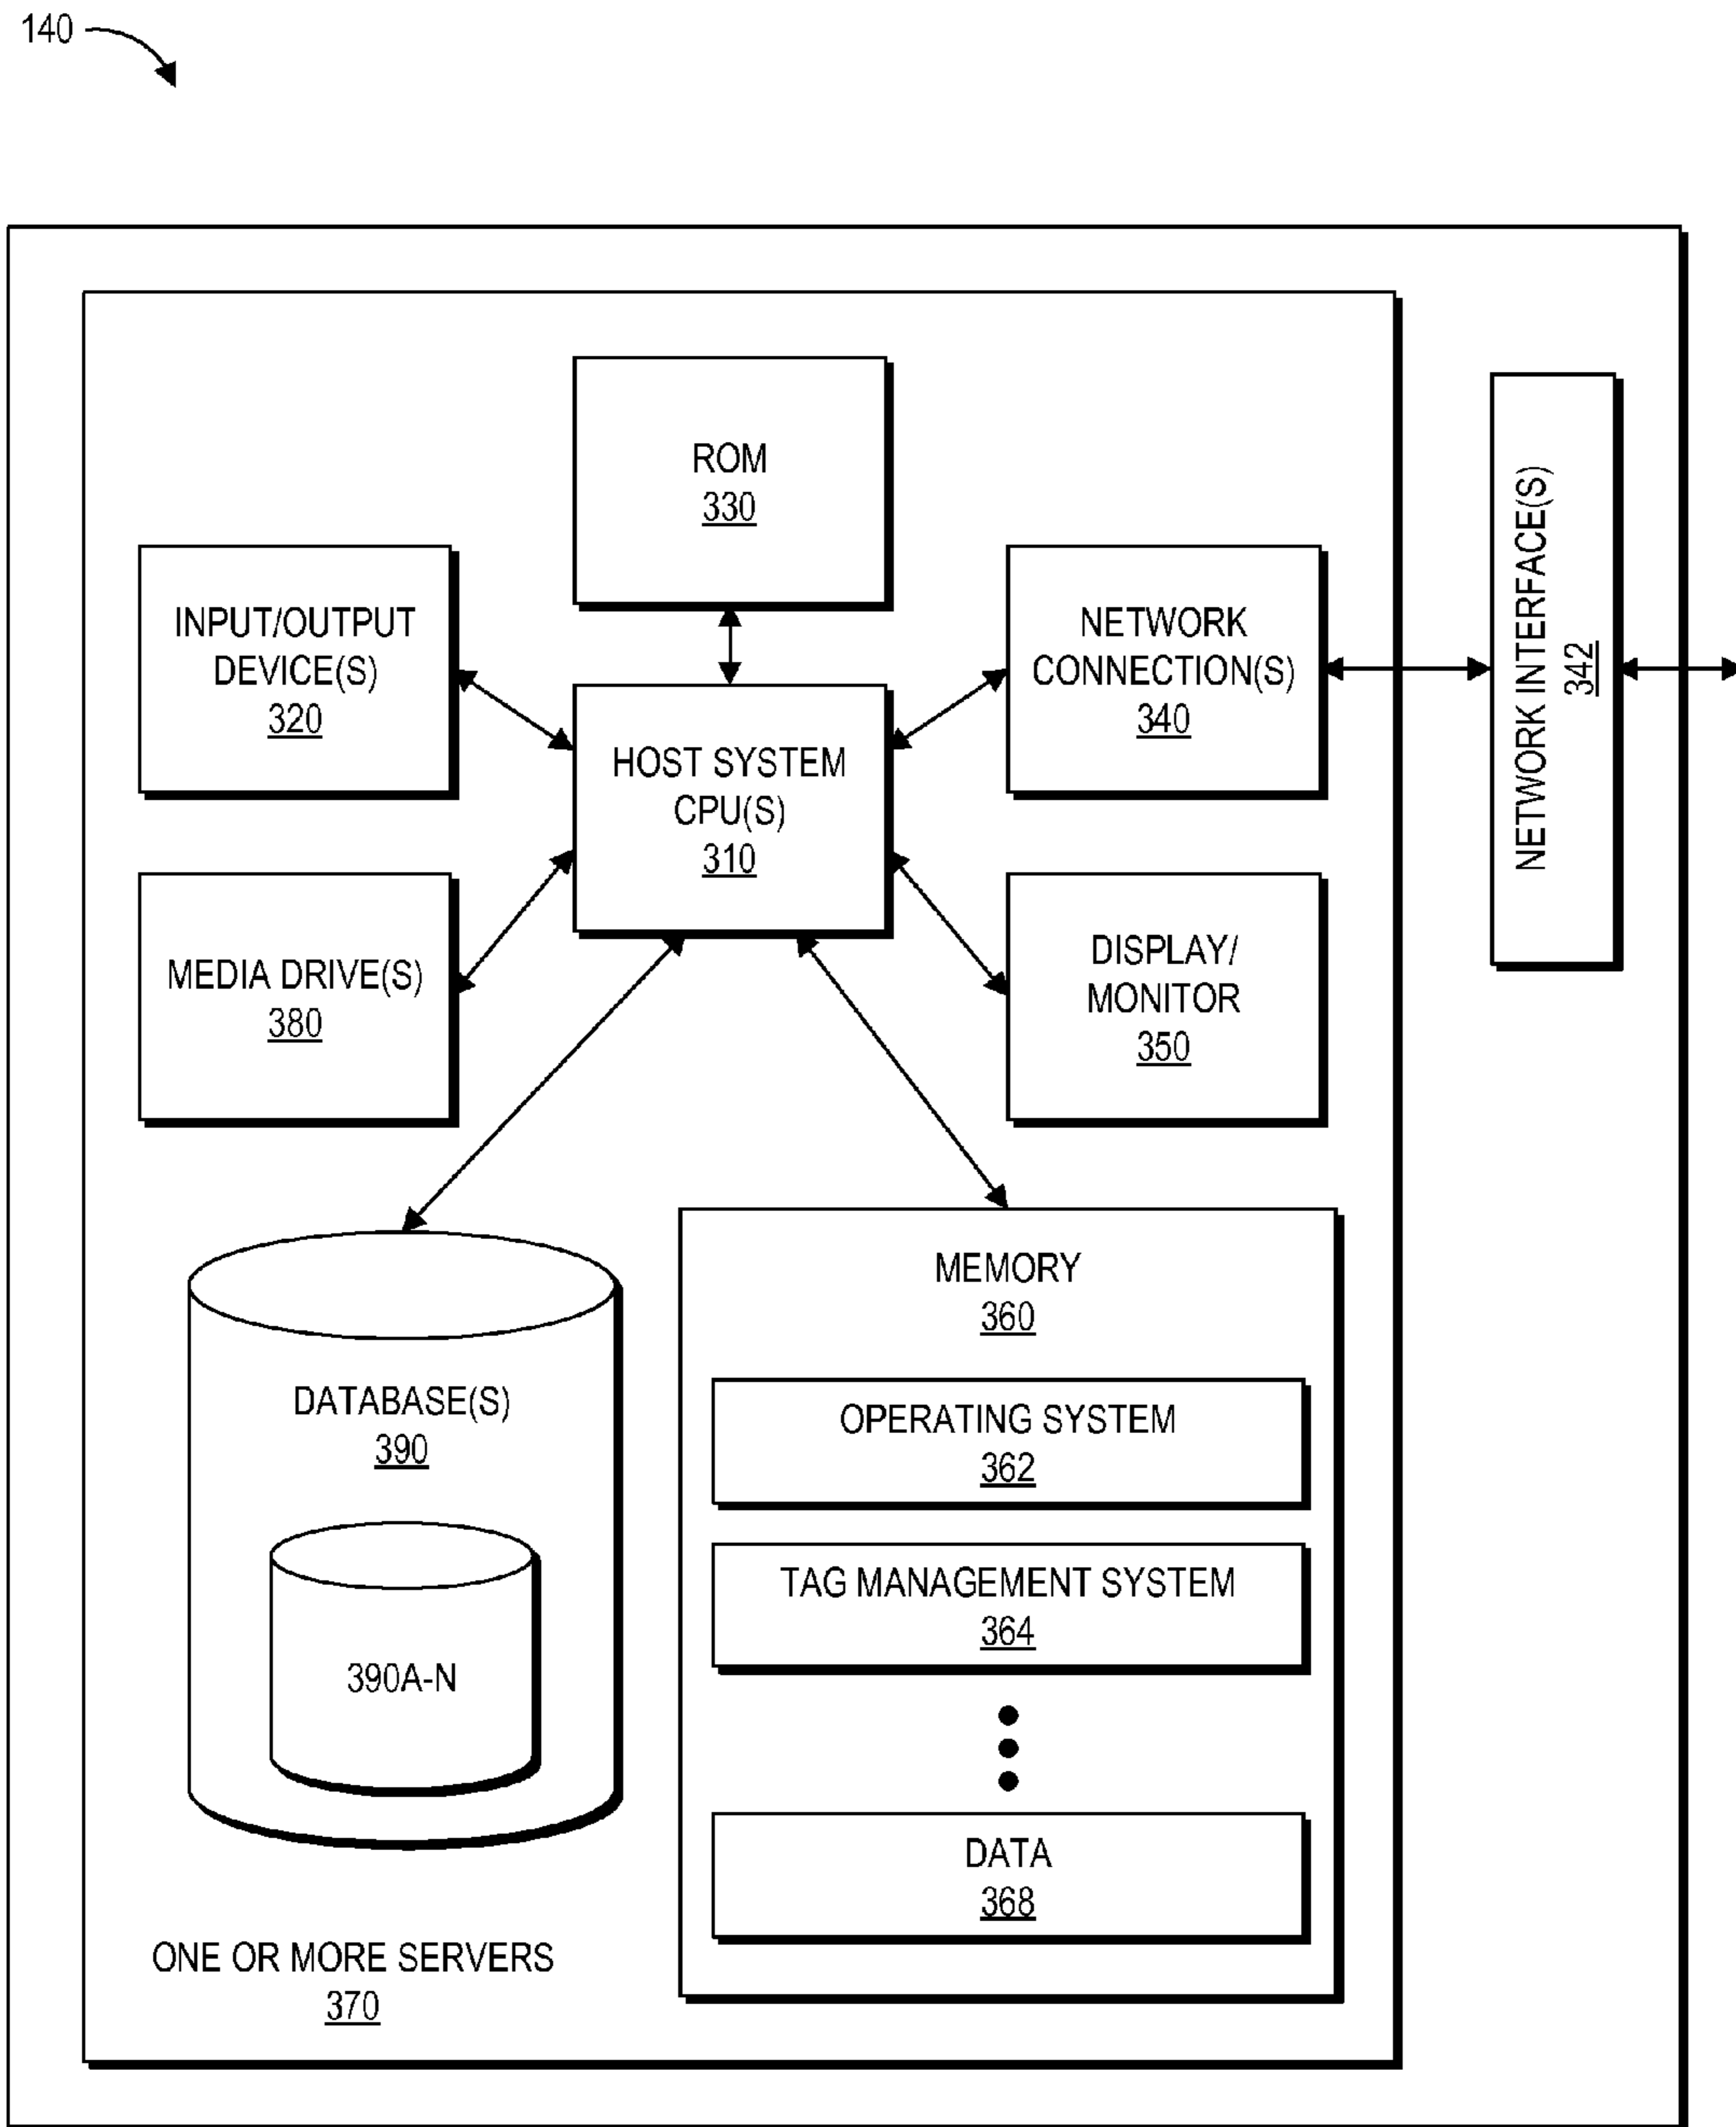 140
ROM
330
INPUT/OUTPUT
DEVICE(S)
320
NETWORK
CONNECTION(S)
340
NETWORK INTERFACE(S)
342
HOST SYSTEM
CPU(S)
310
MEDIA DRIVE(S)
380
DISPLAY/
MONITOR
350
DATABASE(S)
390
390A-N
MEMORY
360
OPERATING SYSTEM
362
TAG MANAGEMENT SYSTEM
364
DATA
368
ONE OR MORE SERVERS
370